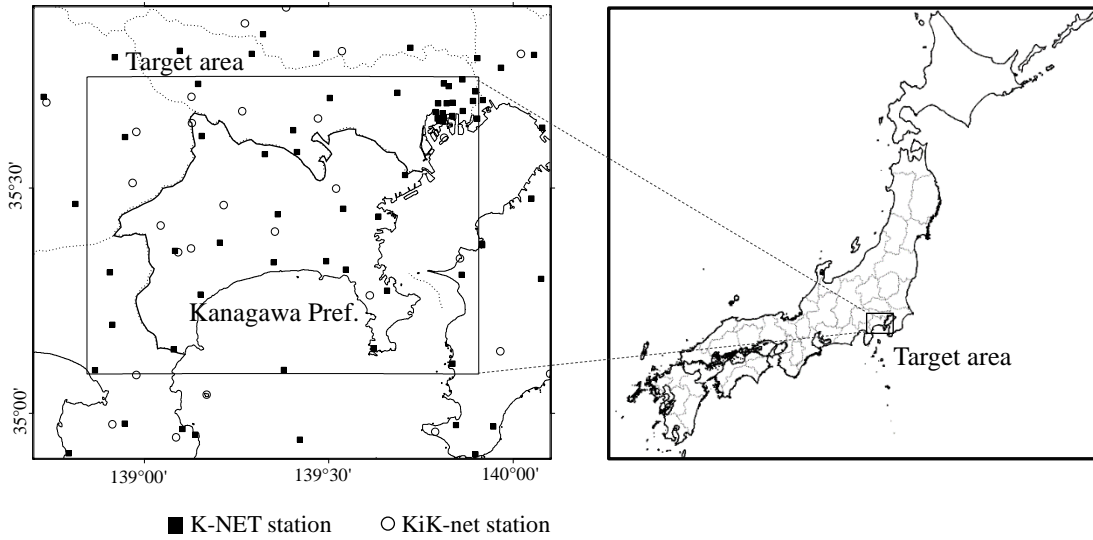 Target area
35°30'
Kanagawa Pref.
Target area
35°00'
139°00'
139°30'
140°00'
K-NET station
KiK-net station